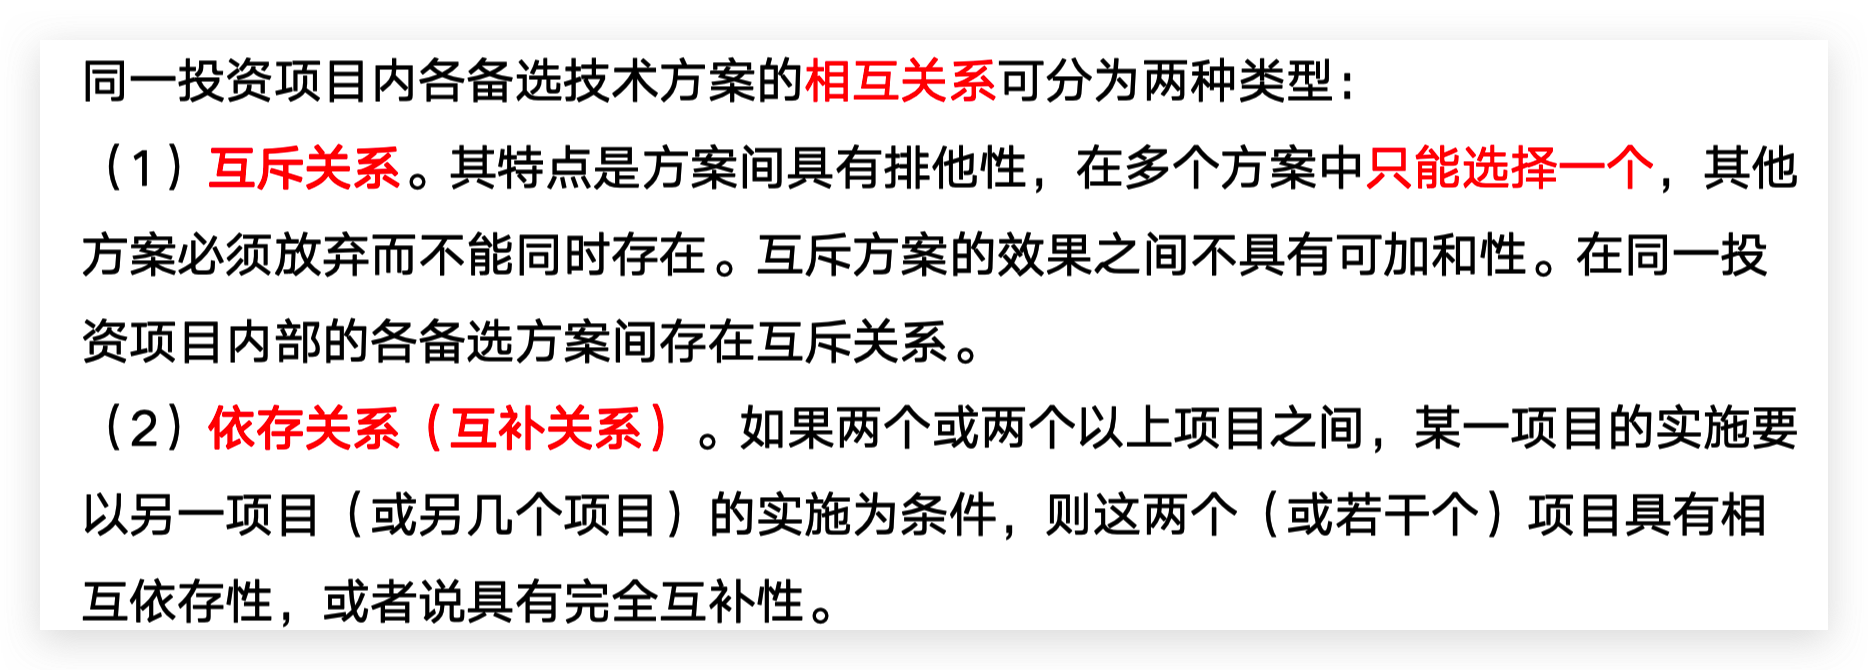 同一投资项目内各备选技术方案的相互关系可分为两种类型：
（1）互斥关系。其特点是方案间具有排他性，在多个方案中只能选择一个，其他
方案必须放弃而不能同时存在。互斥方案的效果之间不具有可加和性。在同一投
资项目内部的各备选方案间存在互斥关系。
（2）依存关系（互补关系）。如果两个或两个以上项目之间，某一项目的实施要
以另一项目（或另几个项目）的实施为条件，则这两个（或若干个）项目具有相
互依存性，或者说具有完全互补性。